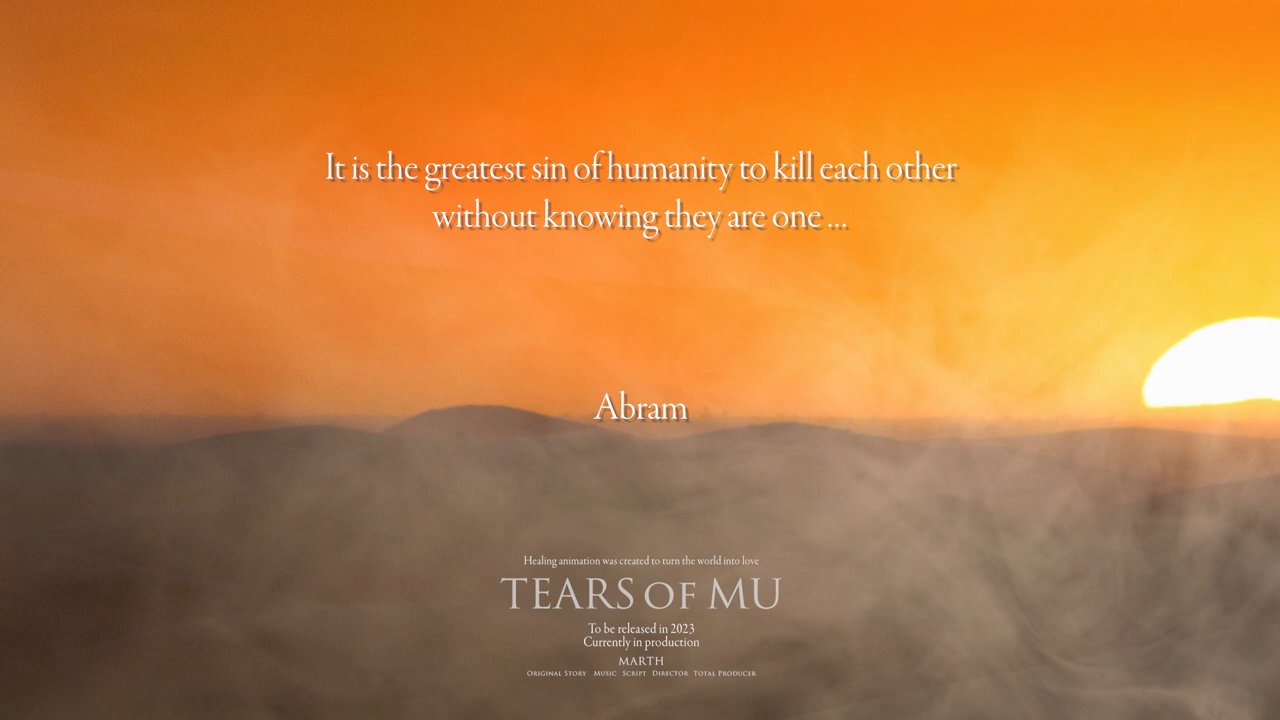 It is the greatest sin of humanity to kill each other
without knowing they are one ...
Abram
Healing animation was created to turn the world into love
TEARS OF MU
To be released in 2023
Currently in production
MARTH
ORIGINAL STORY MUSIC SCRIPT DIRECTOR TOTAL PRODUCER